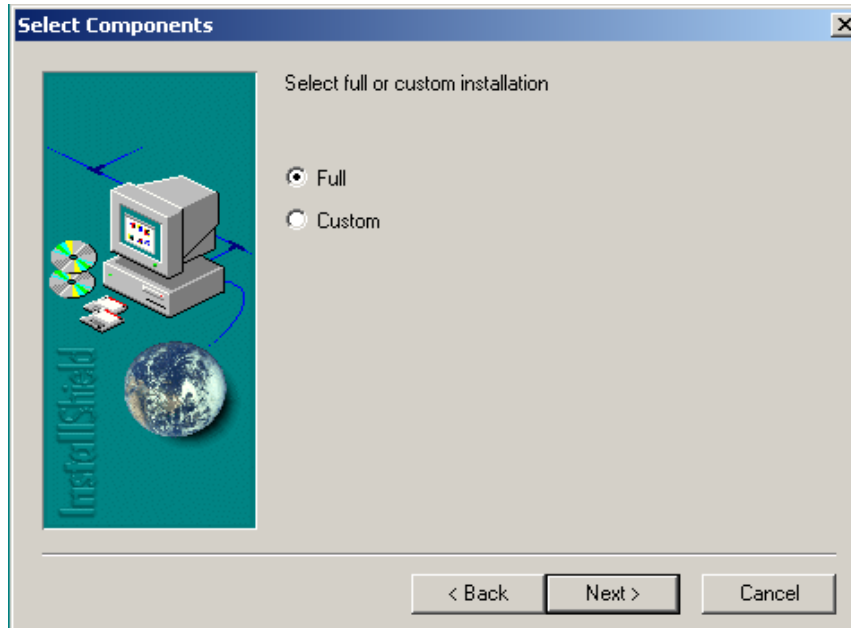 Select Components
Select full or custom installation
Full
Custom
InstallShield
< Back
Next >
Cancel